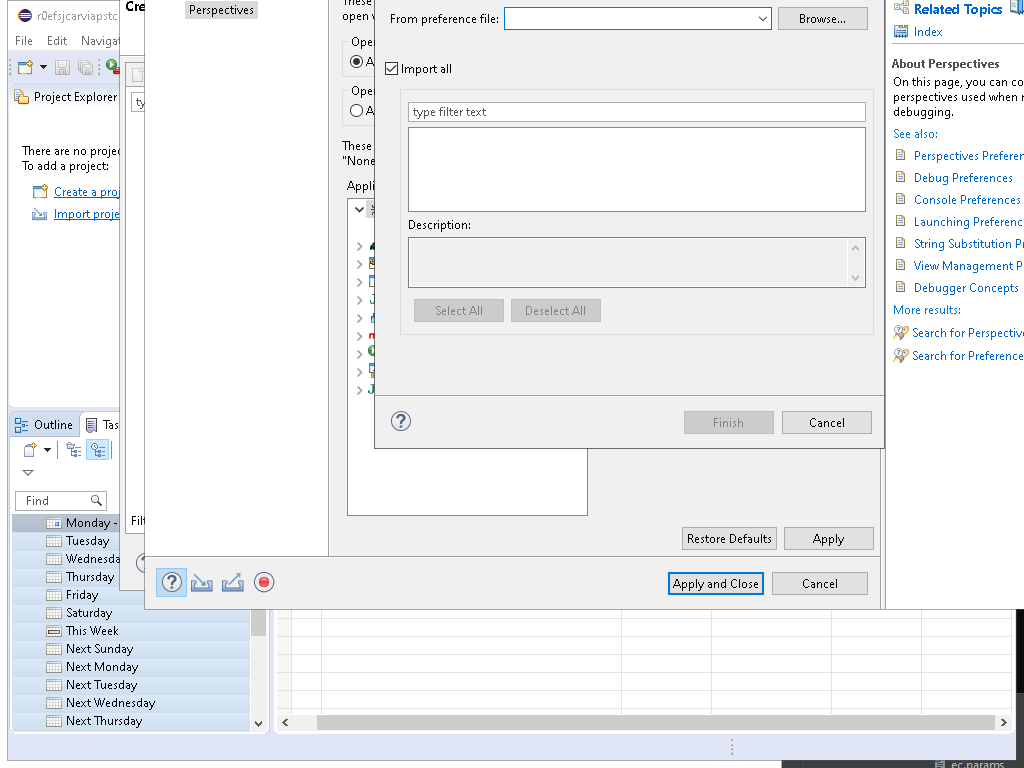 r0efsjcarviapstc
File Edit Naviga
Project Explorer
There are no projec
To add a project:
Create a proj
Import proje
Outline
Tas
Find
Monday -
Tuesday
Wednesda
Thursday
Friday
Saturday
This Week
Next Sunday
Next Monday
Next Tuesday
Next Wednesday
Next Thursday
Cre
ty
Filt
Perspectives
These
open w
Oper
A
Oper
A
These
"None
Appli
Restore Defaults
Apply
Apply and Close
Cancel
From preference file:
Browse...
Import all
type filter text
Description:
Select All
Deselect All
Finish
Cancel
Related Topics
Index
About Perspectives
On this page, you can co
perspectives used when r
debugging.
See also:
Perspectives Preferen
Debug Preferences
Console Preferences
Launching Preferenc
String Substitution Pr
View Management P
Debugger Concepts
More results:
Search for Perspectiv
Search for Preference
ec.params